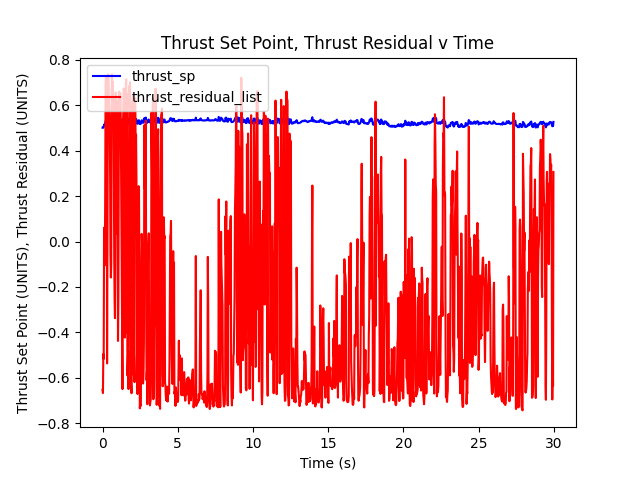 Thrust Set Point, Thrust Residual v Time
thrust_sp
thrust_residual_list
Thrust Set Point (UNITS), Thrust Residual (UNITS)
0.8
0.6
0.4
0.2
0.0
−0.2
−0.4
−0.6
−0.8
0 5 10 15 20 25 30
Time (s)